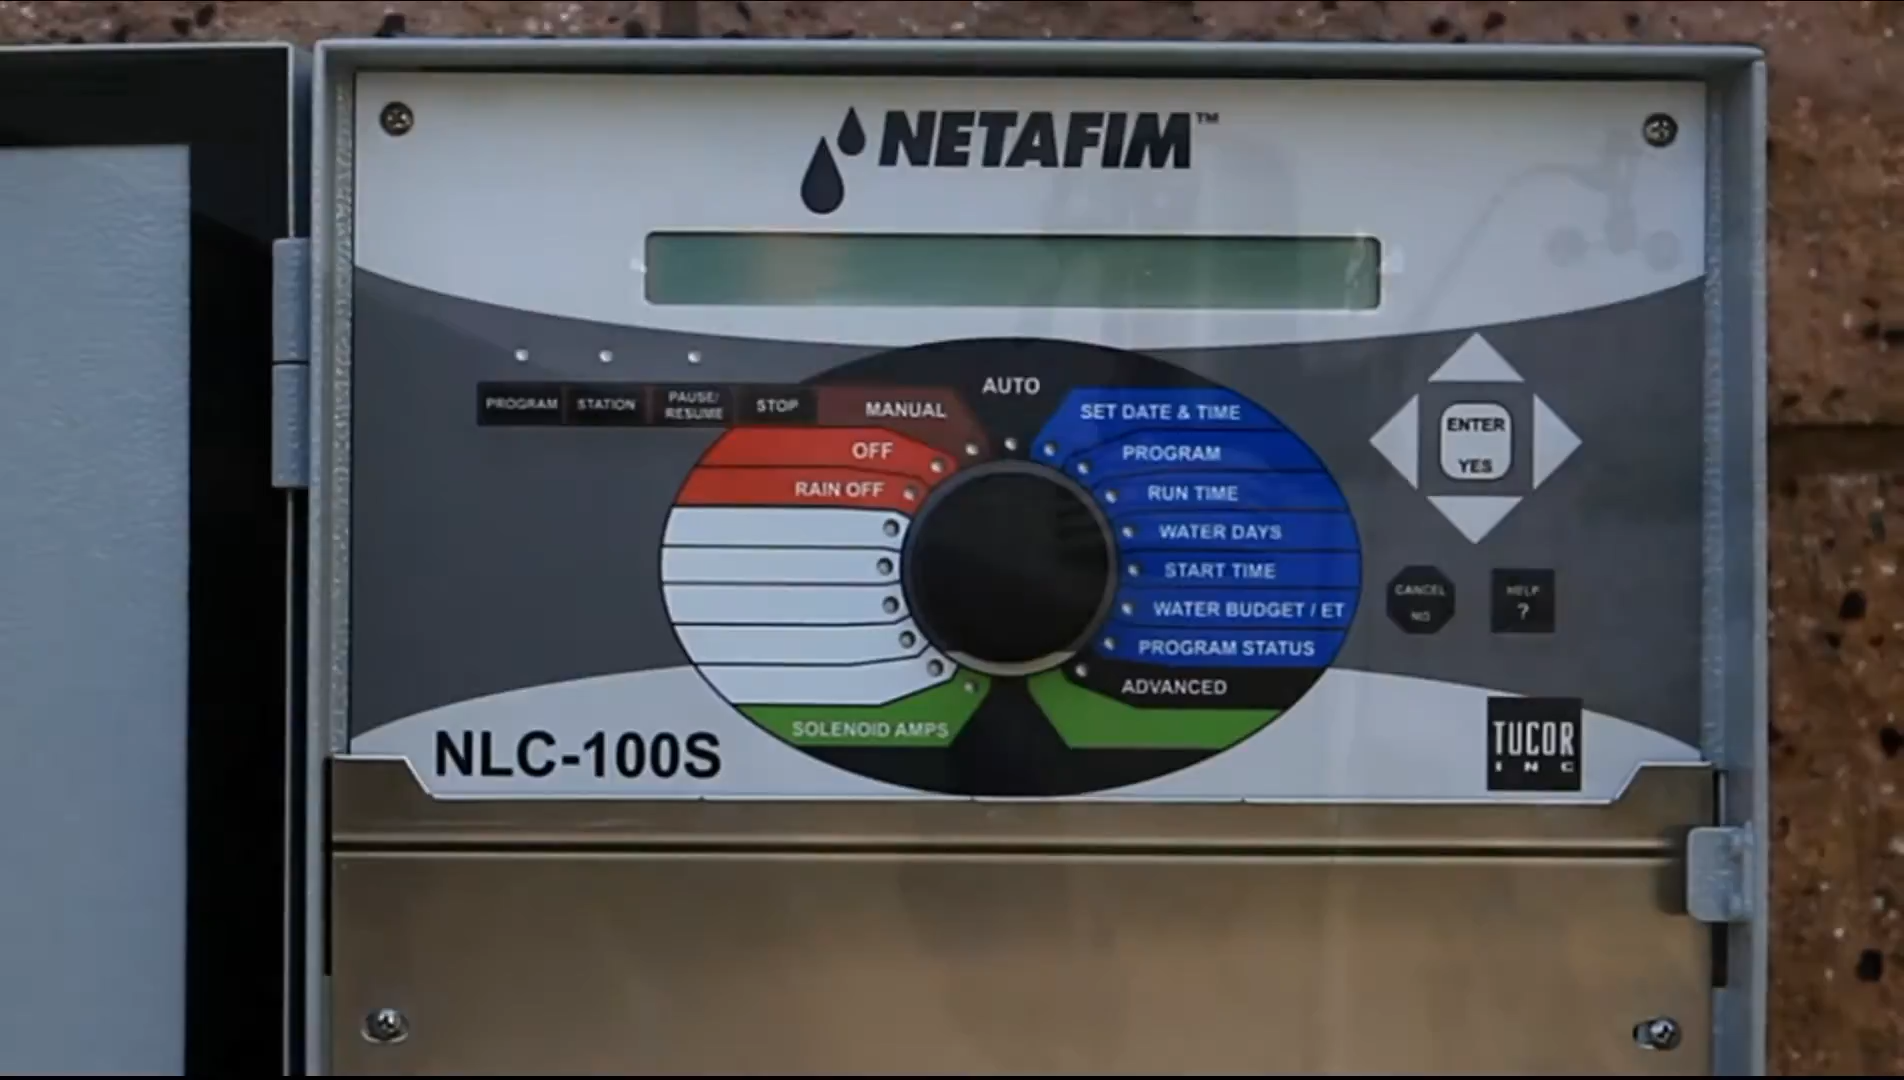 NETAFIM™
AUTO
MANUAL
SET DATE & TIME
PROGRAM
STATION
PAUSE/
RESUME
STOP
OFF
PROGRAM
RAIN OFF
RUN TIME
WATER DAYS
START TIME
WATER BUDGET / ET
PROGRAM STATUS
ADVANCED
SOLENOID AMPS
ENTER
YES
CANCEL
NO
HELP
?
NLC-100S
TUCOR
INC